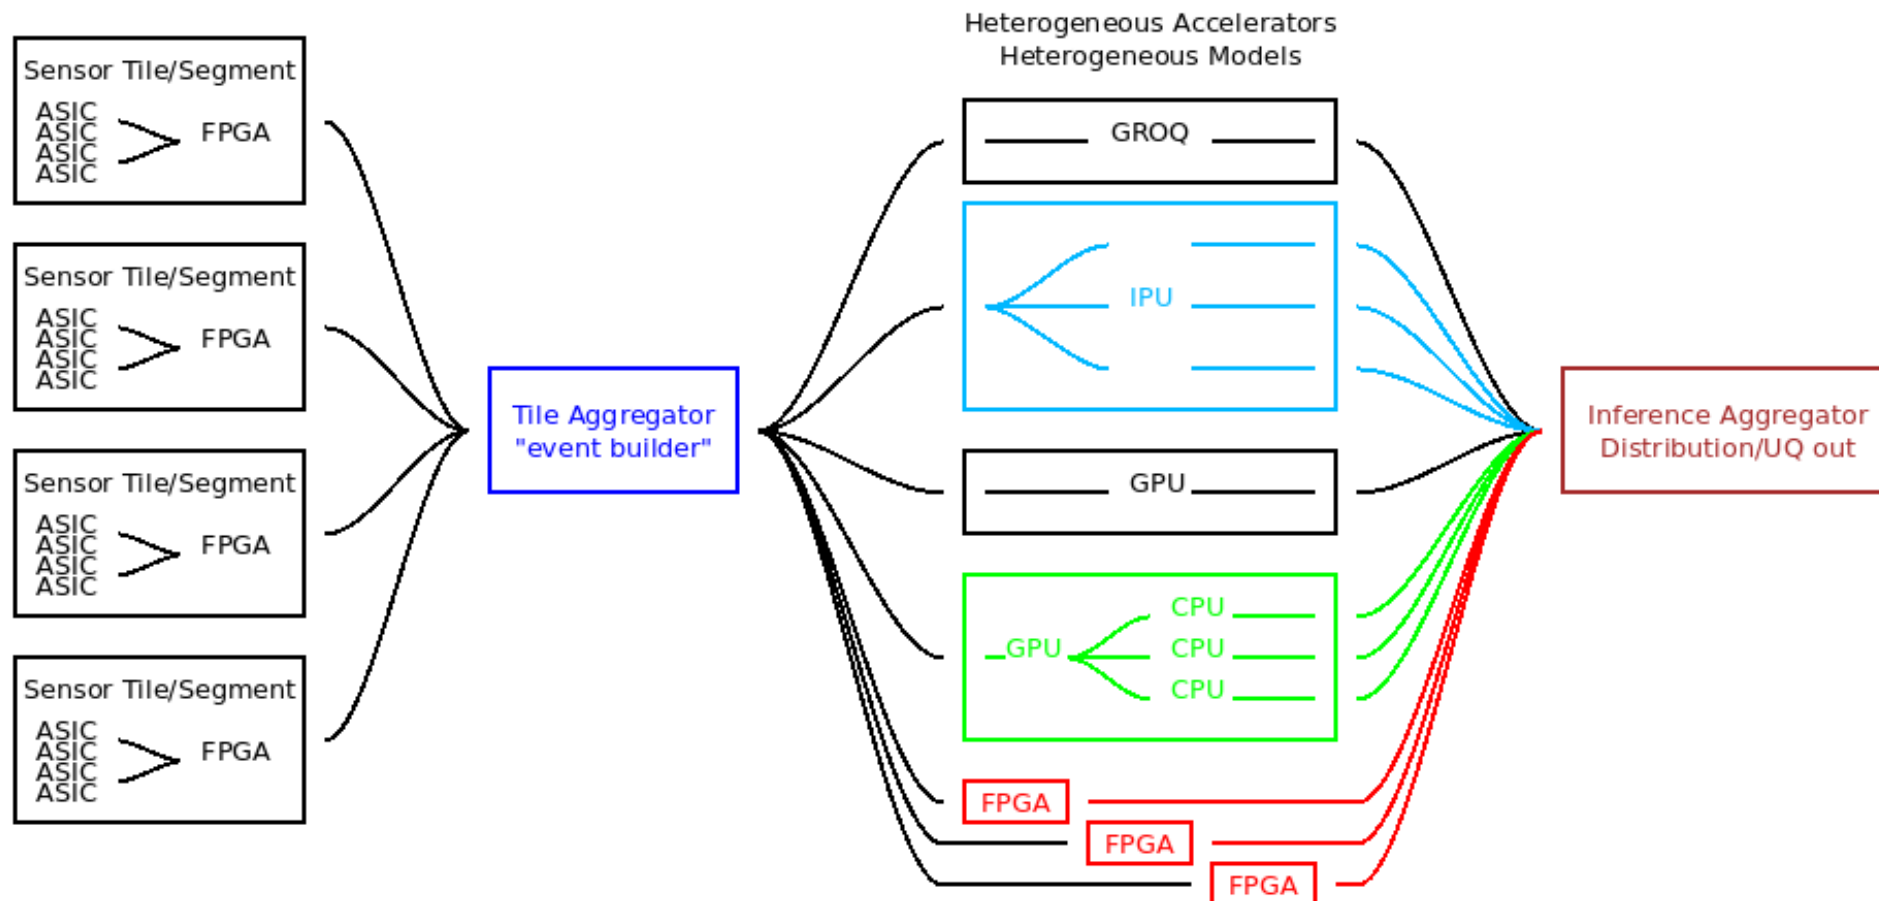 Sensor Tile/Segment
ASIC
ASIC
ASIC
ASIC
FPGA
Sensor Tile/Segment
ASIC
ASIC
ASIC
ASIC
FPGA
Sensor Tile/Segment
ASIC
ASIC
ASIC
ASIC
FPGA
Sensor Tile/Segment
ASIC
ASIC
ASIC
ASIC
FPGA
Tile Aggregator
"event builder"
Heterogeneous Accelerators
Heterogeneous Models
GROQ
IPU
GPU
GPU
CPU
CPU
CPU
FPGA
FPGA
FPGA
Inference Aggregator
Distribution/UQ out